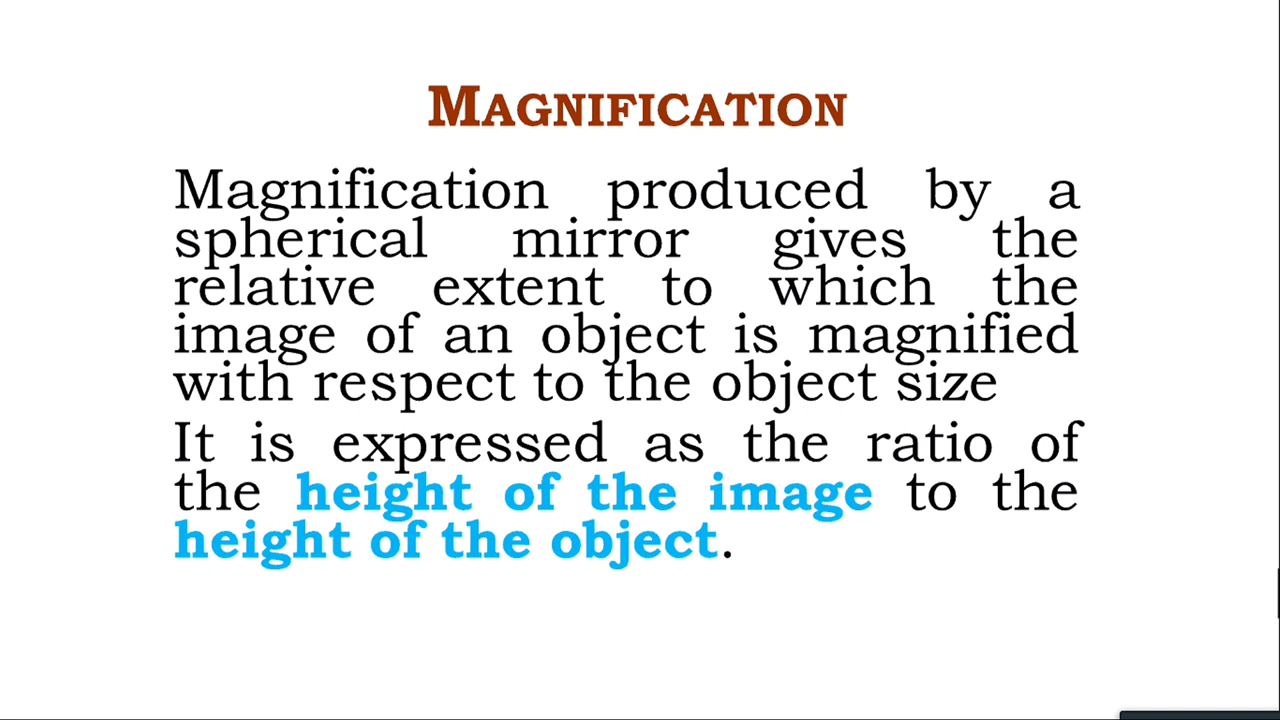 MAGNIFICATION
Magnification produced by a
spherical mirror gives the
relative extent to which the
image of an object is magnified
with respect to the object size
It is expressed as the ratio of
the height of the image to the
height of the object.